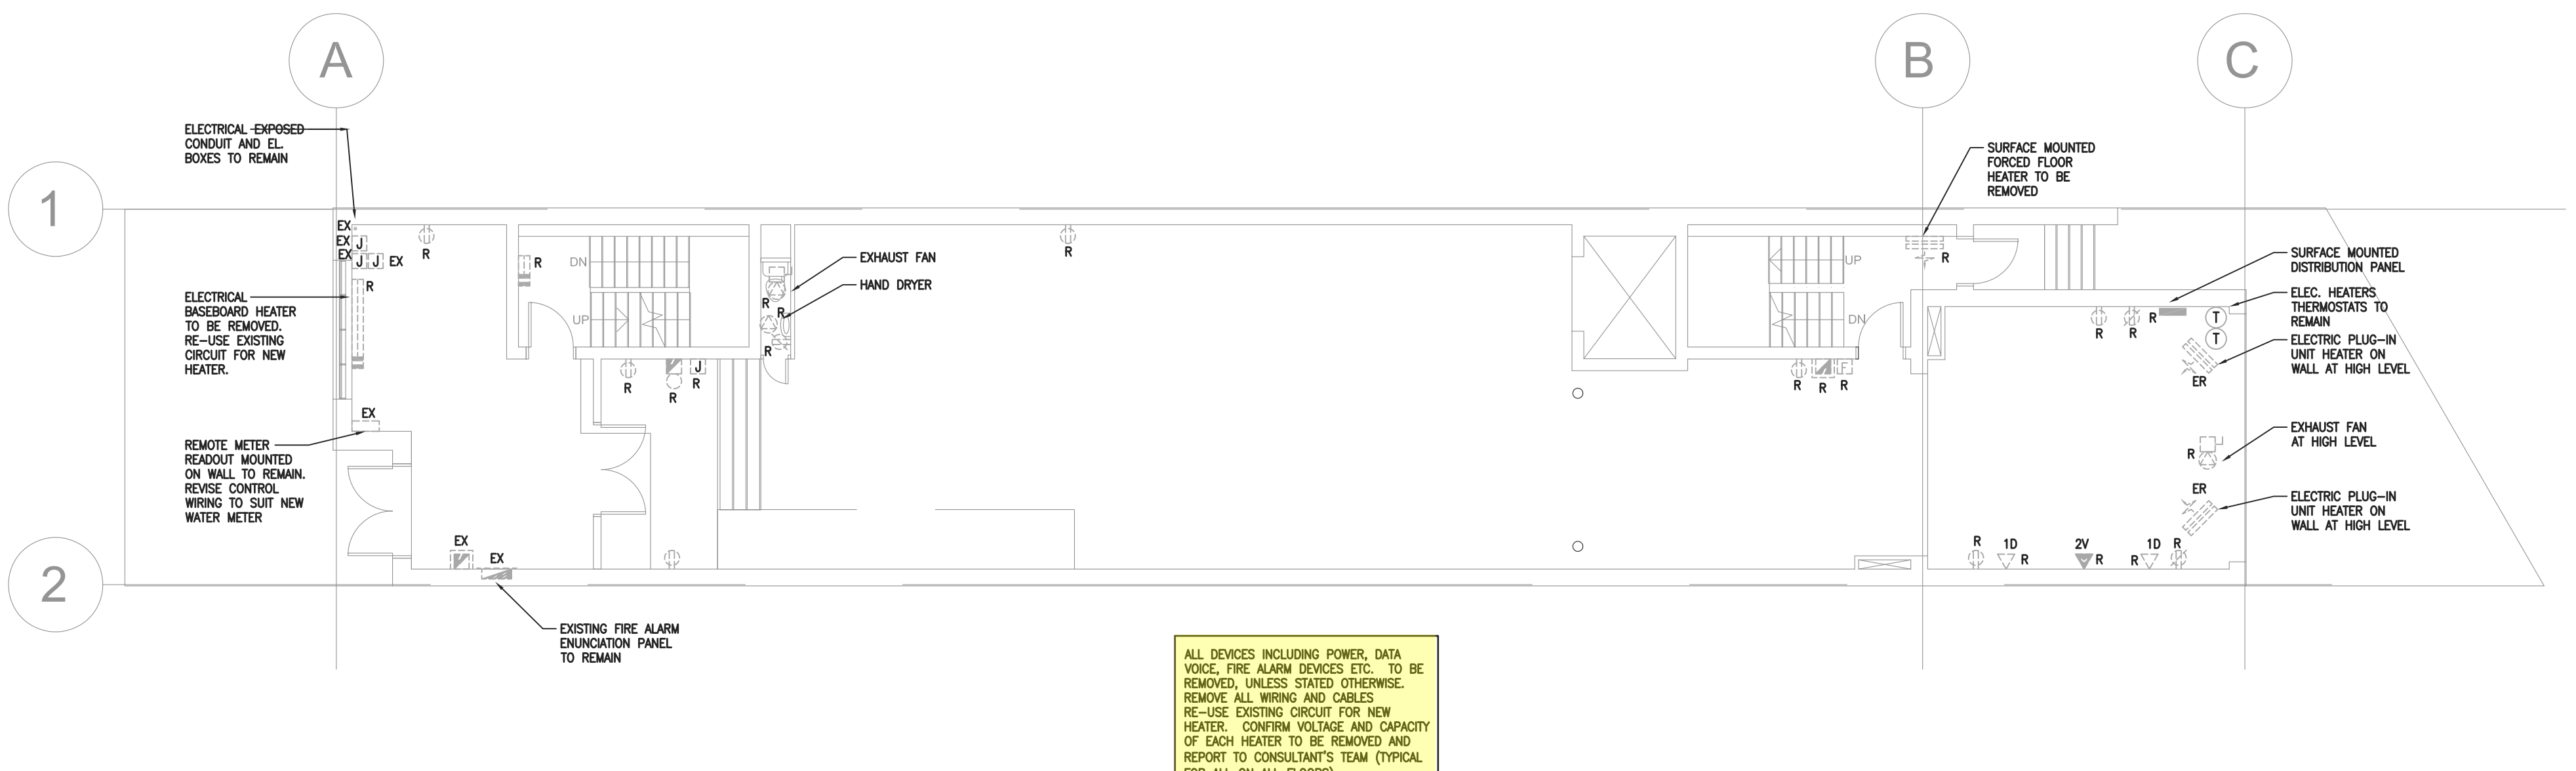 A
B
C
1
2
ELECTRICAL EXPOSED
CONDUIT AND EL.
BOXES TO REMAIN
SURFACE MOUNTED
FORCED FLOOR
HEATER TO BE
REMOVED
EX
EX
J
EX
J
J
EX
R
R
ELECTRICAL
BASEBOARD HEATER
TO BE REMOVED.
RE-USE EXISTING
CIRCUIT FOR NEW
HEATER.
R
DN
UP
EXHAUST FAN
HAND DRYER
R
R
R
R
UP
DN
R
SURFACE MOUNTED
DISTRIBUTION PANEL
ELEC. HEATERS
THERMOSTATS TO
REMAIN
ELECTRIC PLUG-IN
UNIT HEATER ON
WALL AT HIGH LEVEL
R
R
R
T
T
ER
R
R
J
R
R
R
F
R
EX
REMOTE METER
READOUT MOUNTED
ON WALL TO REMAIN.
REVISE CONTROL
WIRING TO SUIT NEW
WATER METER
EXHAUST FAN
AT HIGH LEVEL
R
ER
ELECTRIC PLUG-IN
UNIT HEATER ON
WALL AT HIGH LEVEL
EX
EX
R
1D
R
2V
R
1D
R
R
EXISTING FIRE ALARM
ENUNCIATION PANEL
TO REMAIN
ALL DEVICES INCLUDING POWER, DATA
VOICE, FIRE ALARM DEVICES ETC. TO BE
REMOVED, UNLESS STATED OTHERWISE.
REMOVE ALL WIRING AND CABLES
RE-USE EXISTING CIRCUIT FOR NEW
HEATER. CONFIRM VOLTAGE AND CAPACITY
OF EACH HEATER TO BE REMOVED AND
REPORT TO CONSULTANT'S TEAM (TYPICAL
FOR ALL ON ALL FLOORS)